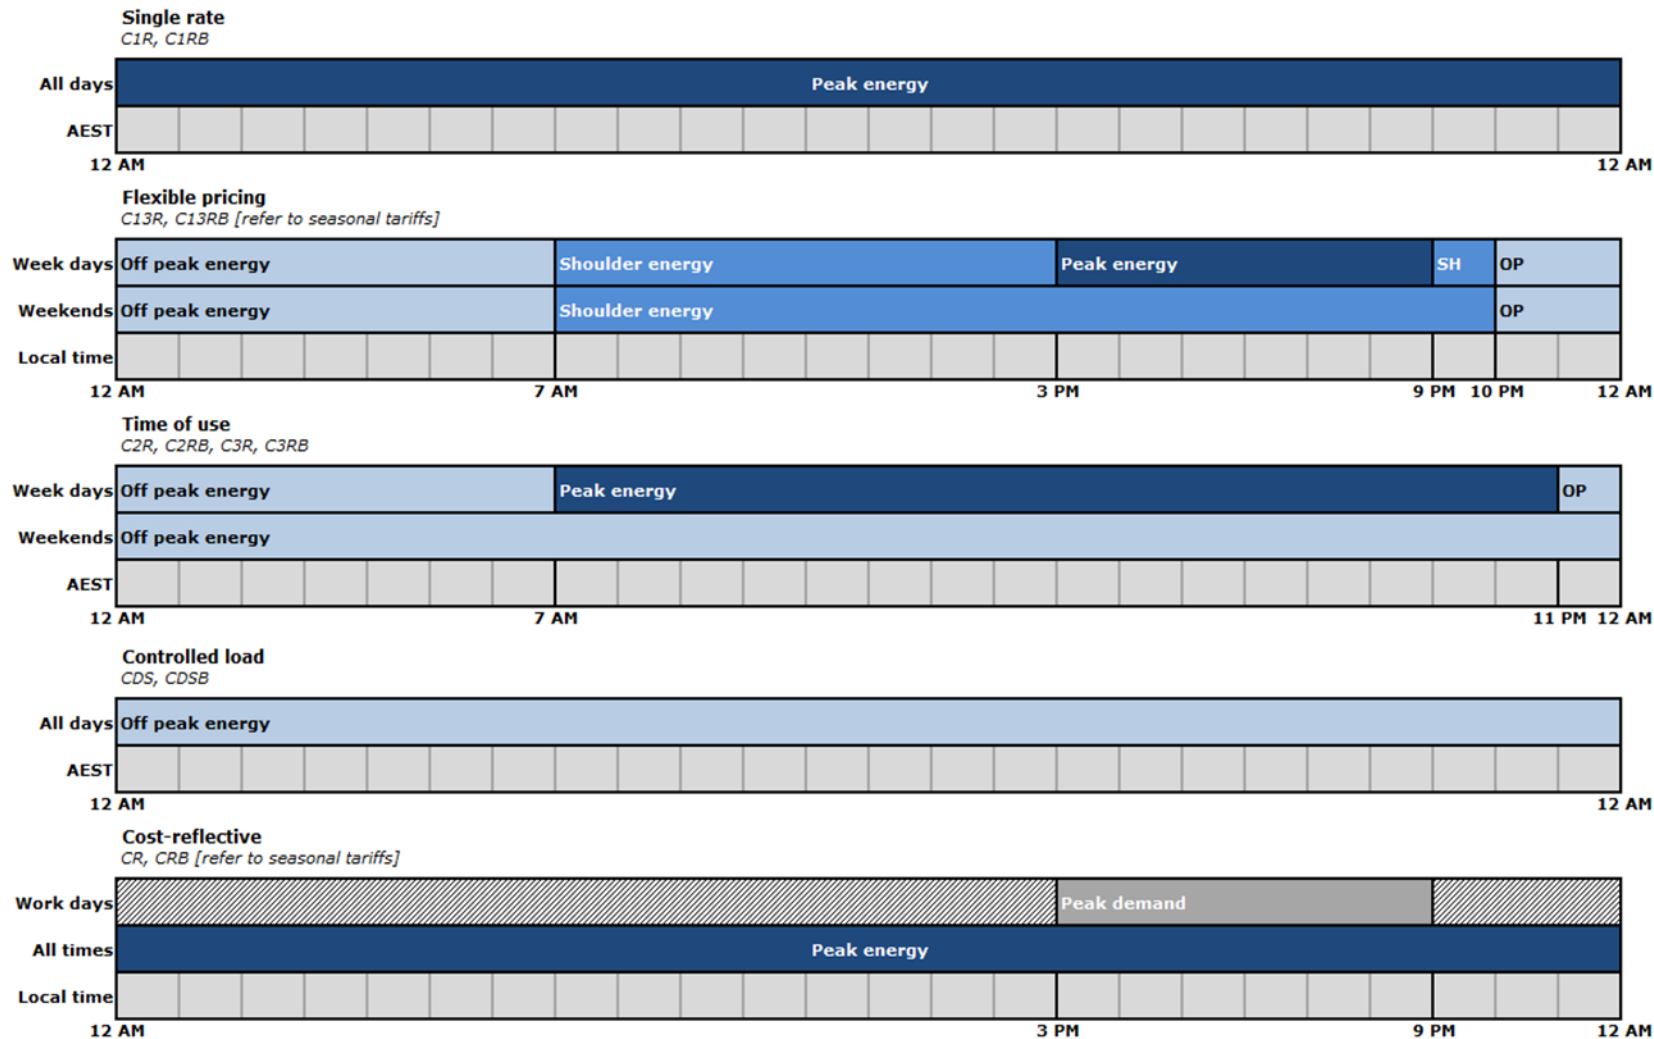 Single rate
C1R, C1RB
All days Peak energy
AEST
12 AM 12 AM
Flexible pricing
C13R, C13RB [refer to seasonal tariffs]
Week days Off peak energy Shoulder energy Peak energy SH OP
Weekends Off peak energy Shoulder energy OP
Local time
12 AM 7 AM 3 PM 9 PM 10 PM 12 AM
Time of use
C2R, C2RB, C3R, C3RB
Week days Off peak energy Peak energy OP
Weekends Off peak energy
AEST
12 AM 7 AM 11 PM 12 AM
Controlled load
CDS, CDSB
All days Off peak energy
AEST
12 AM 12 AM
Cost-reflective
CR, CRB [refer to seasonal tariffs]
Work days Peak demand
All times Peak energy
Local time
12 AM 3 PM 9 PM 12 AM